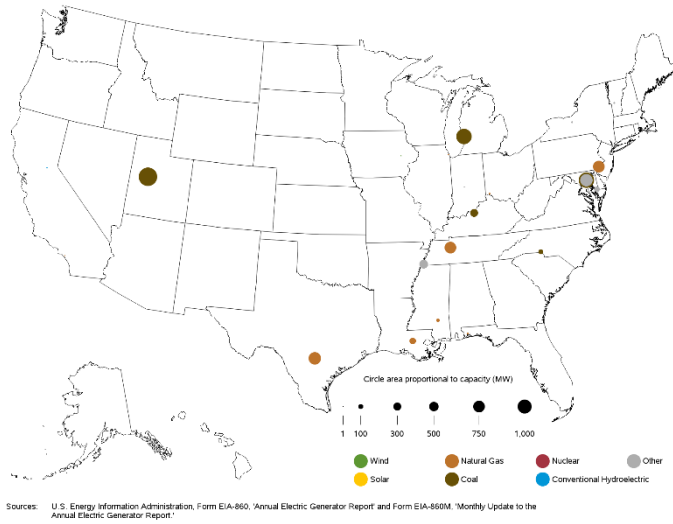 Circle area proportional to capacity (MW)
1 100 300 500 750 1,000
Wind Natural Gas Nuclear Other
Solar Coal Conventional Hydroelectric
Sources: U.S. Energy Information Administration, Form EIA-860, 'Annual Electric Generator Report' and Form EIA-860M, 'Monthly Update to the
Annual Electric Generator Report.'